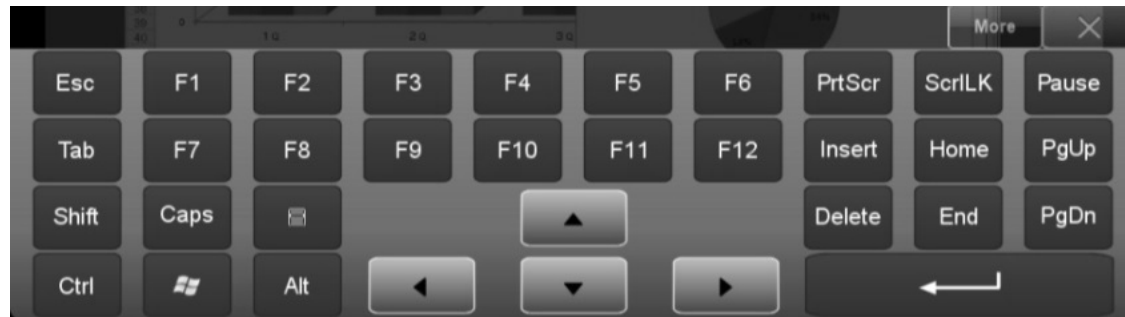 More
Esc F1 F2 F3 F4 F5 F6 PrtScr ScrlLK Pause
Tab F7 F8 F9 F10 F11 F12 Insert Home PgUp
Shift Caps Delete End PgDn
Ctrl Alt